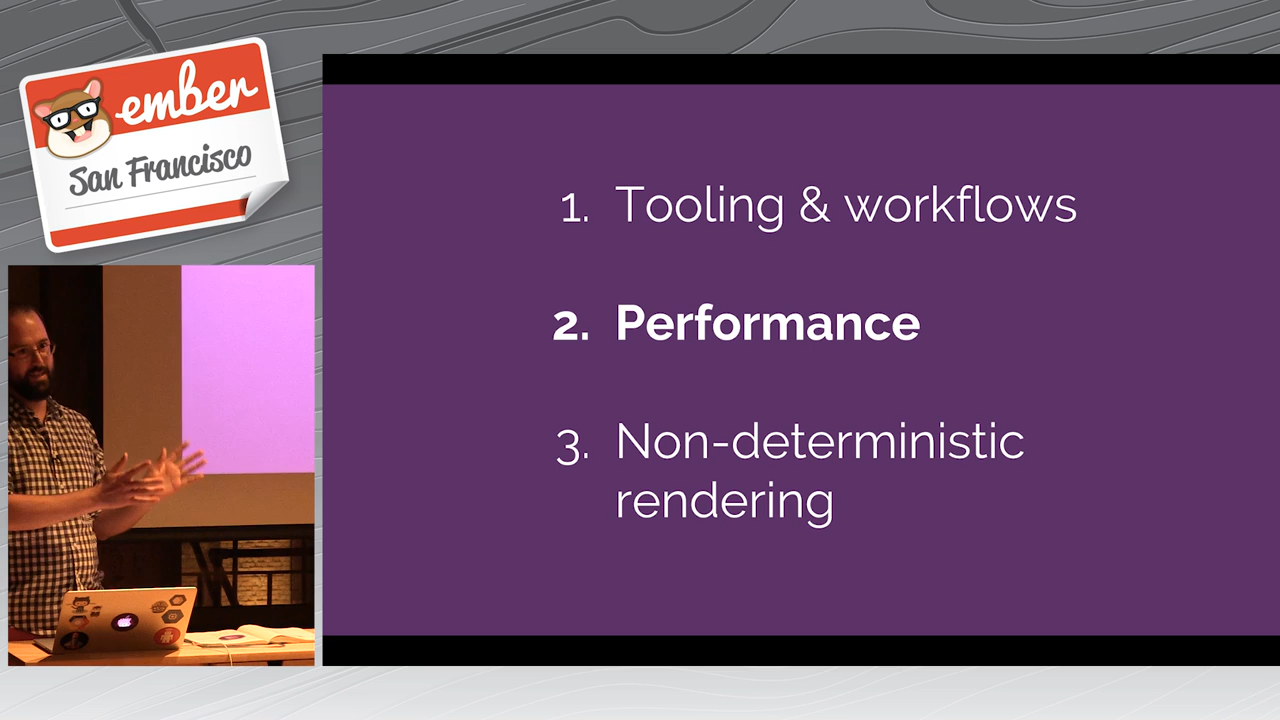 ember
San Francisco
1. Tooling & workflows
2. Performance
3. Non-deterministic
rendering